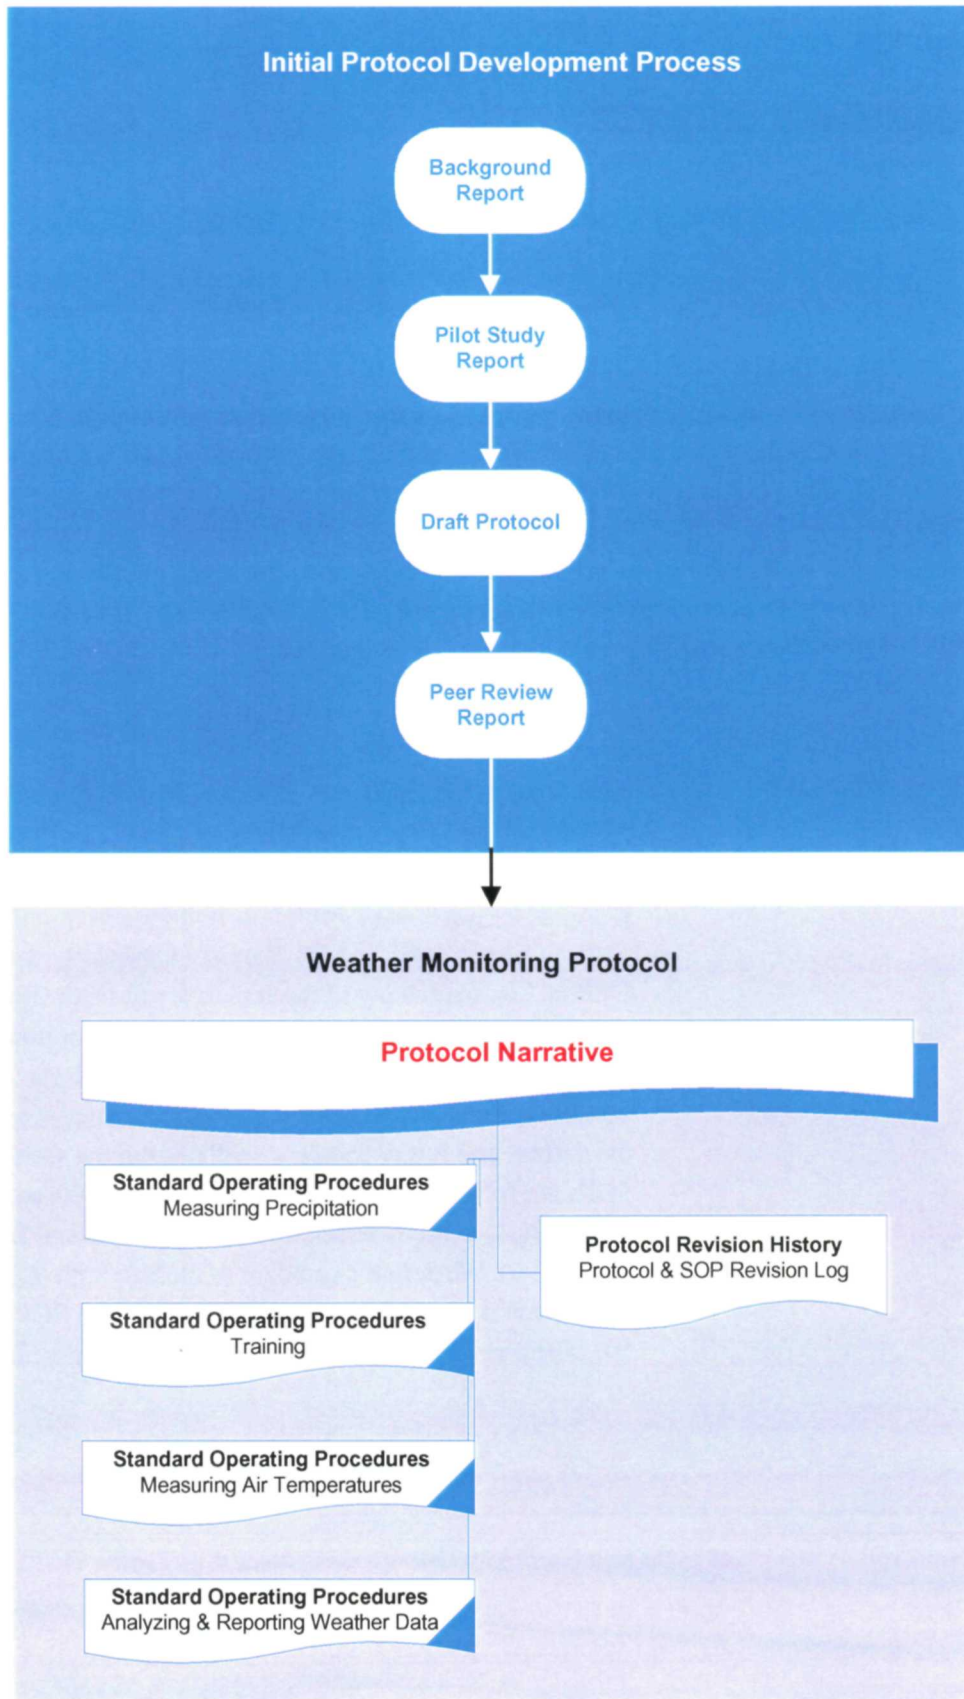 Initial Protocol Development Process
Background
Report
Pilot Study
Report
Draft Protocol
Peer Review
Report
Weather Monitoring Protocol
Protocol Narrative
Standard Operating Procedures
Measuring Precipitation
Protocol Revision History
Protocol & SOP Revision Log
Standard Operating Procedures
Training
Standard Operating Procedures
Measuring Air Temperatures
Standard Operating Procedures
Analyzing & Reporting Weather Data